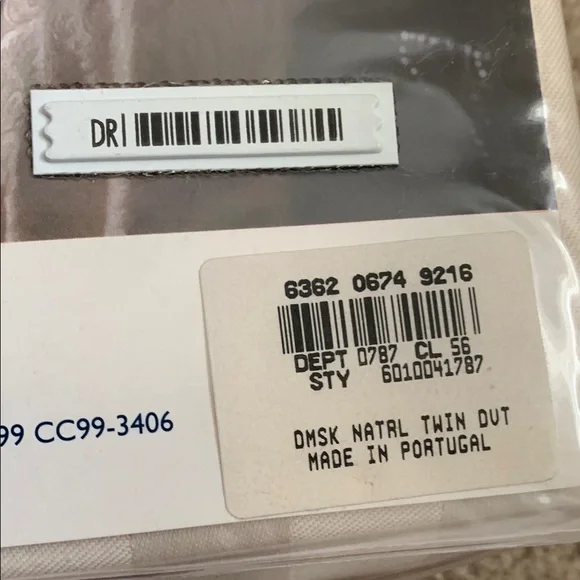 DR
6362 0674 9216
DEPT 0787 CL 56
STY 6010041787
DMSK NATRL TWIN DVT
MADE IN PORTUGAL
99 CC99-3406